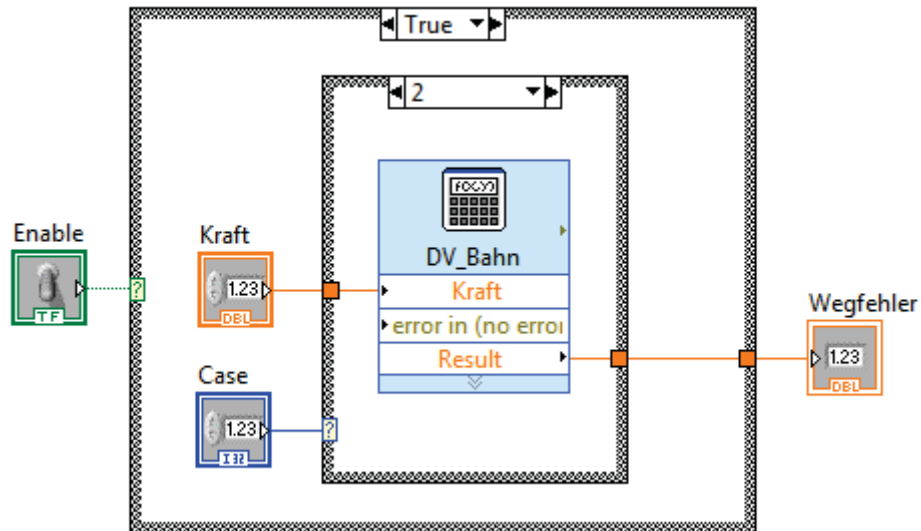 True
2
f(x,y)
DV_Bahn
Enable
TF
Kraft
1.23
DBL
Kraft
error in (no error
Result
Case
1.23
I32
Wegfehler
1.23
DBL